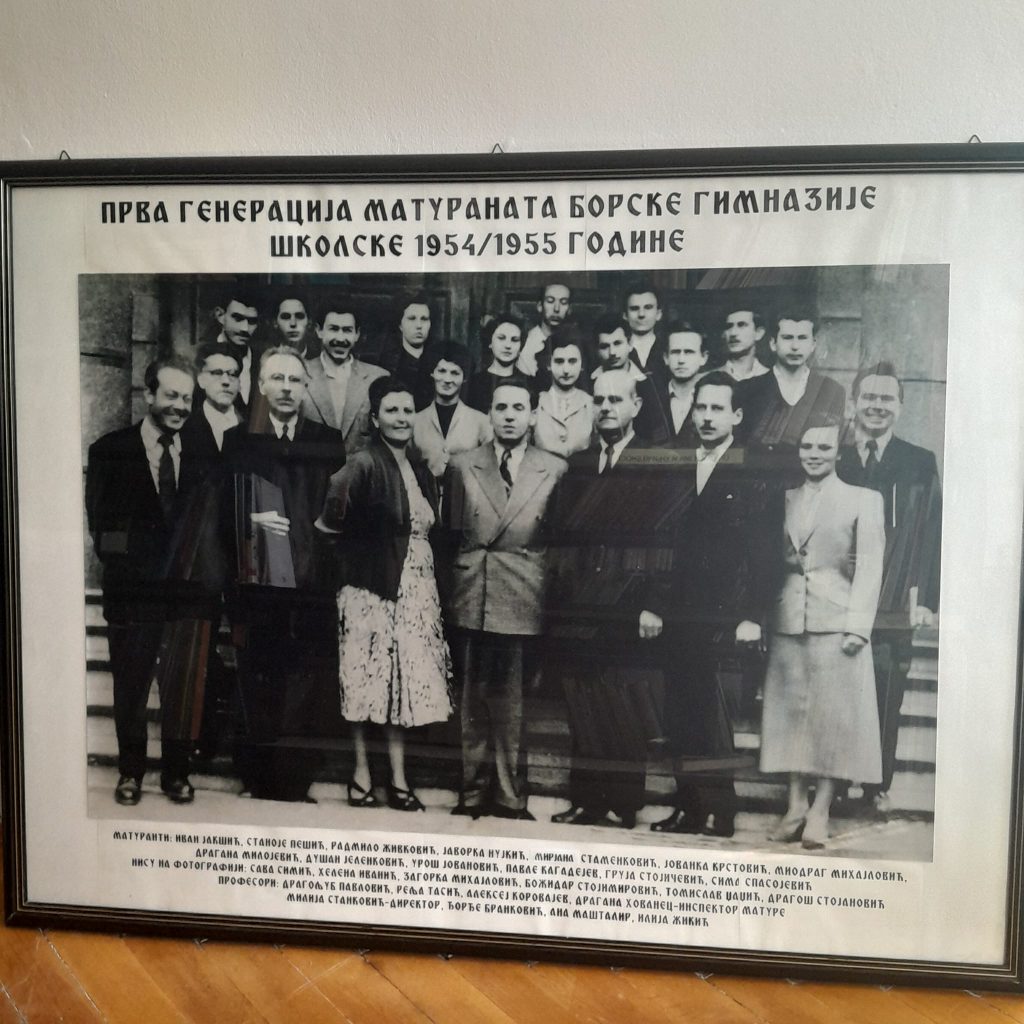 ПРВА ГЕНЕРАЦИЈА МАТУРАНАТА БОРСКЕ ГИМНАЗИЈЕ
ШКОЛСКЕ 1954/1955 ГОДИНЕ
МАТУРАНТИ: ИВАН ЈАКШИЋ, СТАНОЈЕ ПЕШИЋ, РАДМИЛО ЖИВКОВИЋ, ЈАВОРКА НУЈКИЋ, МИРЈАНА СТАМЕНКОВИЋ, ЈОВАНКА КРСТОВИЋ, МИОДРАГ МИХАЈЛОВИЋ,
ДРАГАНА МИЛОЈЕВИЋ, ДУШАН ЈЕЛЕНКОВИЋ, УРОШ ЈОВАНОВИЋ, ПАВЛЕ КАГАДЕЈЕВ, ГРУЈА СТОЈИЧЕВИЋ, СИМА СПАСОЈЕВИЋ
НИСУ НА ФОТОГРАФИЈИ: САВА СИМИЋ, ХЕЛЕНА ИВАНИЋ, ЗАГОРКА МИХАЈЛОВИЋ, БОЖИДАР СТОЈИМИРОВИЋ, ТОМИСЛАВ ДРАГОШ СТОЈАНОВИЋ
ПРОФЕСОРИ: ДРАГОЉУБ ПАВЛОВИЋ, РЕЉА ТАСИЋ, АЛЕКСЕЈ КОРОВАЈЕВ, ДРАГАНА ХОВАНЕЦ-ИНСПЕКТОР МАТУРЕ
МИЛИЈА СТАНКОВИЋ-ДИРЕКТОР, ЂОРЂЕ БРАНКОВИЋ, АНА МАШТАЛИР, ИЛИЈА ЖИКИЋ